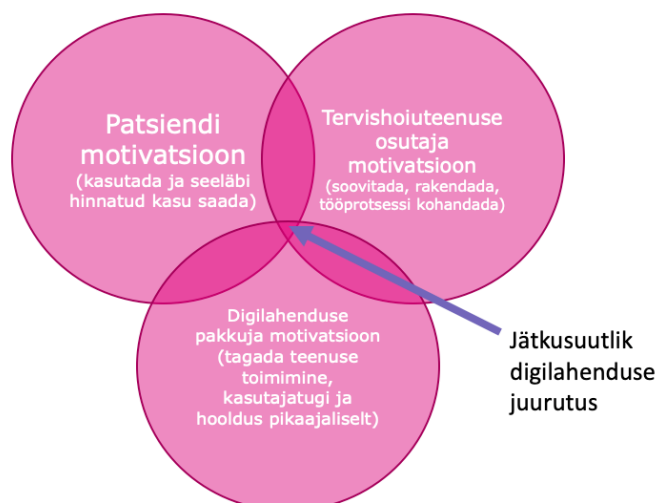 Patsiendi
motivatsioon
(kasutada ja seeläbi
hinnatud kasu saada)
Tervishoiuteenuse
osutaja
motivatsioon
(soovitada, rakendada,
tööprotsessi kohandada)
Digilahenduse
pakkuja motivatsioon
(tagada teenuse
toimimine,
kasutajatugi ja
hooldus pikaajaliselt)
Jätkusuutlik
digilahenduse
juurutus